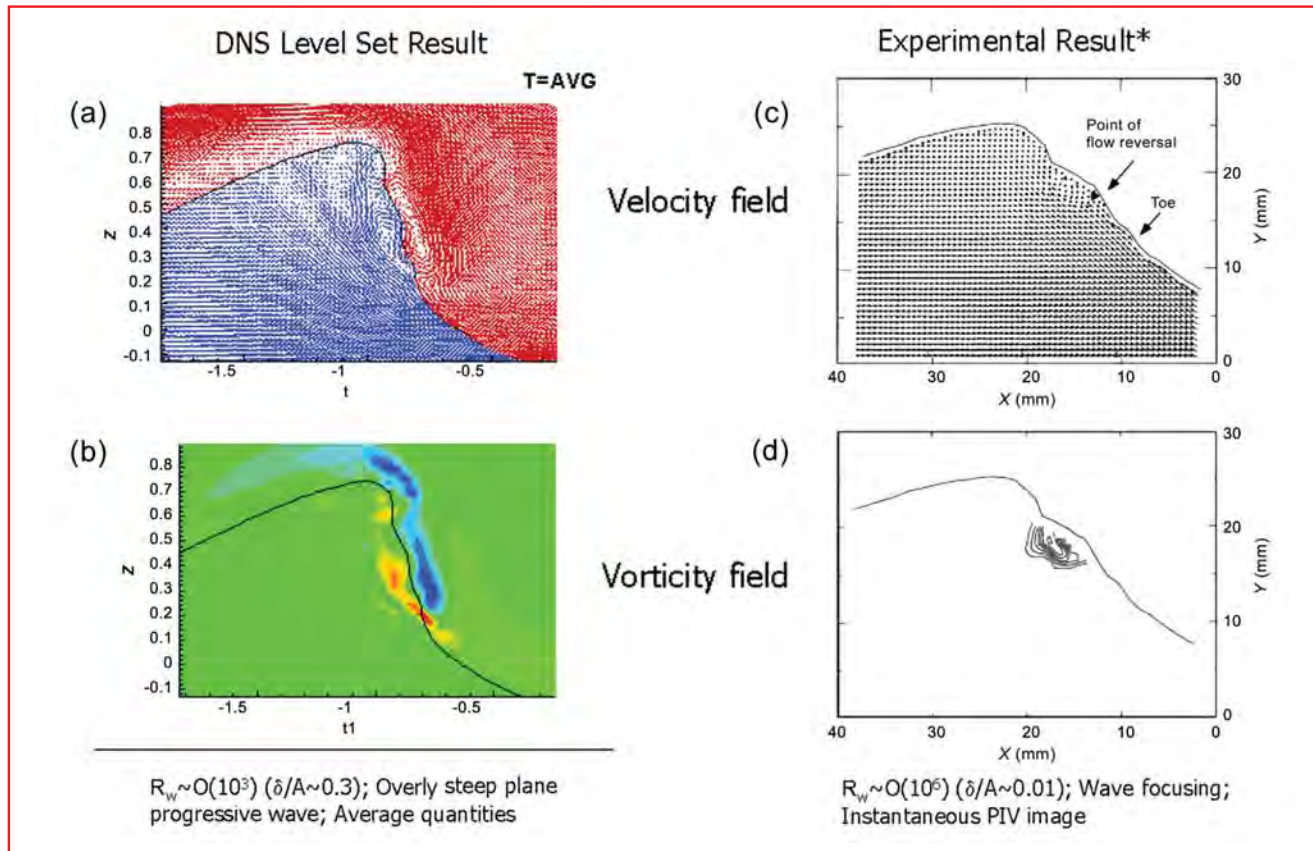 DNS Level Set Result
T=AVG
(a)
0.8
0.7
0.6
0.5
0.4
0.3
0.2
0.1
0
-0.1
Z
-1.5
-1
-0.5
t
Velocity field
Experimental Result*
(c)
Point of
flow reversal
Toe
30
20
10
0
Y (mm)
40
30
20
10
0
X (mm)
(b)
0.8
0.7
0.6
0.5
0.4
0.3
0.2
0.1
0
-0.1
Z
-1.5
-1
-0.5
t1
Vorticity field
(d)
30
20
10
0
Y (mm)
40
30
20
10
0
X (mm)
Rw~O(10³) (δ/A~0.3); Overly steep plane
progressive wave; Average quantities
(δ/A~0.01); Wave focusing;
Instantaneous PIV image